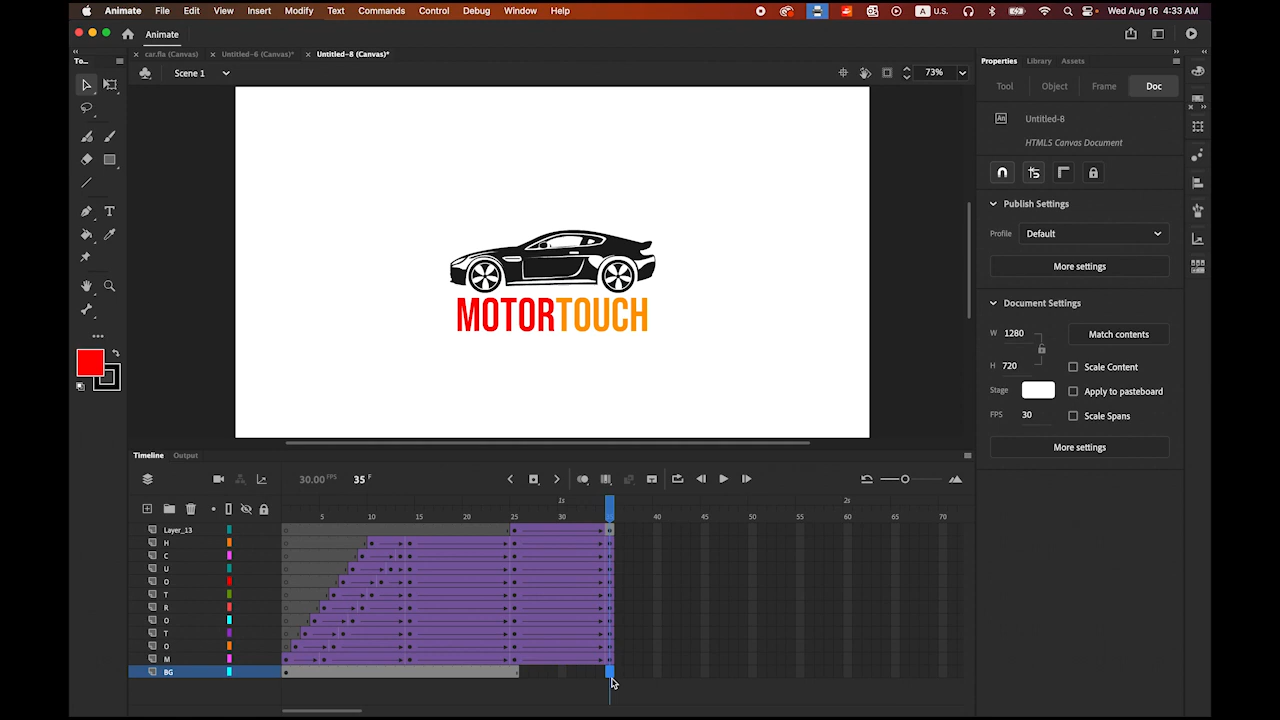 Animate File Edit View Insert Modify Text Commands Control Debug Window Help A U.S. Wed Aug 16 4:33 AM
Animate
To... car.fla (Canvas) Untitled-6 (Canvas)* Untitled-8 (Canvas)* Properties Library Assets
Scene 1 73%
Tool Object Frame Doc
An Untitled-8
HTML5 Canvas Document
Publish Settings
Profile Default
More settings
MOTORTOUCH
Document Settings
W 1280 Match contents
H 720 Scale Content
Stage Apply to pasteboard
FPS 30 Scale Spans
More settings
Timeline Output
30.00 FPS 35 F
1s 2s
5 10 15 20 25 30 40 45 50 55 60 65 70
Layer_13
H
C
U
O
T
R
O
T
O
M
BG